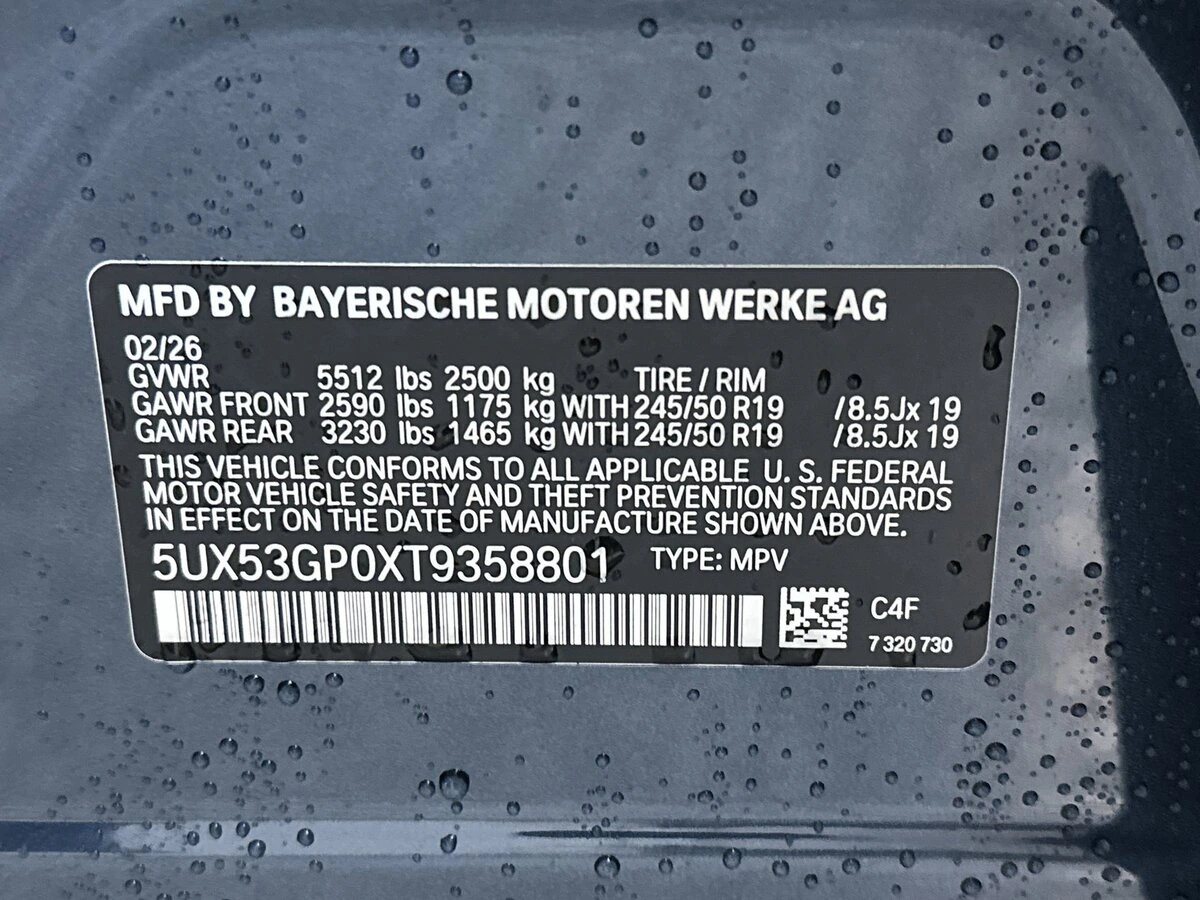 MFD BY BAYERISCHE MOTOREN WERKE AG
02/26
GVWR 5512 lbs 2500 kg TIRE / RIM
GAWR FRONT 2590 lbs 1175 kg WITH 245/50 R19 /8.5Jx 19
GAWR REAR 3230 lbs 1465 kg WITH 245/50 R19 /8.5Jx 19
THIS VEHICLE CONFORMS TO ALL APPLICABLE U. S. FEDERAL
MOTOR VEHICLE SAFETY AND THEFT PREVENTION STANDARDS
IN EFFECT ON THE DATE OF MANUFACTURE SHOWN ABOVE.
5UX53GP0XT9358801 TYPE: MPV
C4F
7 320 730